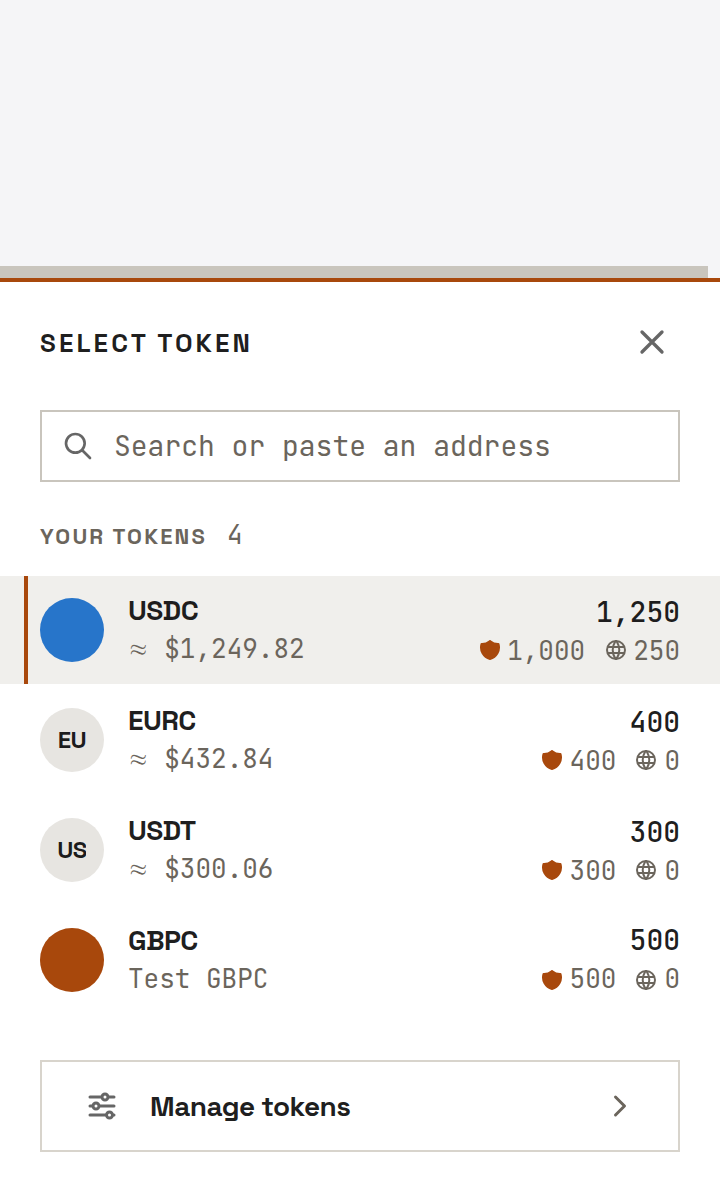 SELECT TOKEN
Search or paste an address
YOUR TOKENS 4
USDC 1,250
≈ $1,249.82 1,000 250
EU EURC 400
≈ $432.84 400 0
US USDT 300
≈ $300.06 300 0
GBPC 500
Test GBPC 500 0
Manage tokens